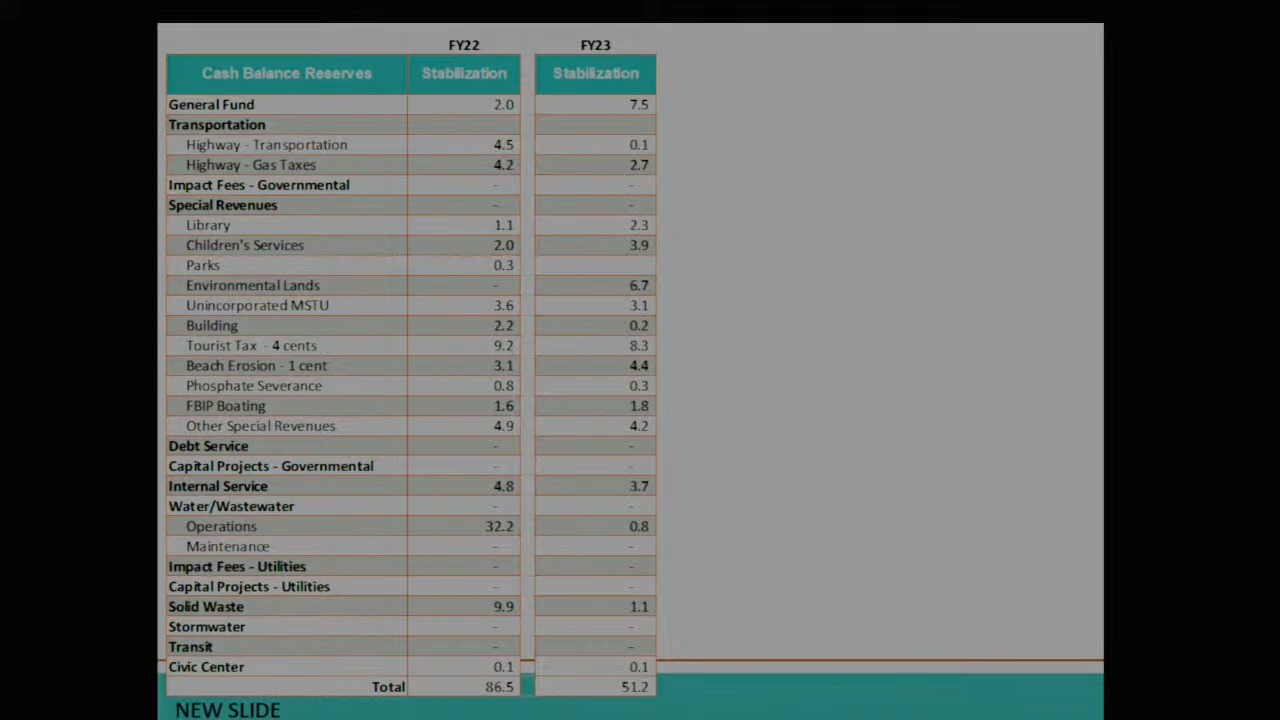 FY22 FY23
Cash Balance Reserves Stabilization Stabilization
General Fund 2.0 7.5
Transportation
Highway - Transportation 4.5 0.1
Highway - Gas Taxes 4.2 2.7
Impact Fees - Governmental - -
Special Revenues - -
Library 1.1 2.3
Children's Services 2.0 3.9
Parks 0.3
Environmental Lands - 6.7
Unincorporated MSTU 3.6 3.1
Building 2.2 0.2
Tourist Tax - 4 cents 9.2 8.3
Beach Erosion - 1 cent 3.1 4.4
Phosphate Severance 0.8 0.3
FBIP Boating 1.6 1.8
Other Special Revenues 4.9 4.2
Debt Service - -
Capital Projects - Governmental - -
Internal Service 4.8 3.7
Water/Wastewater - -
Operations 32.2 0.8
Maintenance - -
Impact Fees - Utilities - -
Capital Projects - Utilities - -
Solid Waste 9.9 1.1
Stormwater - -
Transit - -
Civic Center 0.1 0.1
Total 86.5 51.2
NEW SLIDE